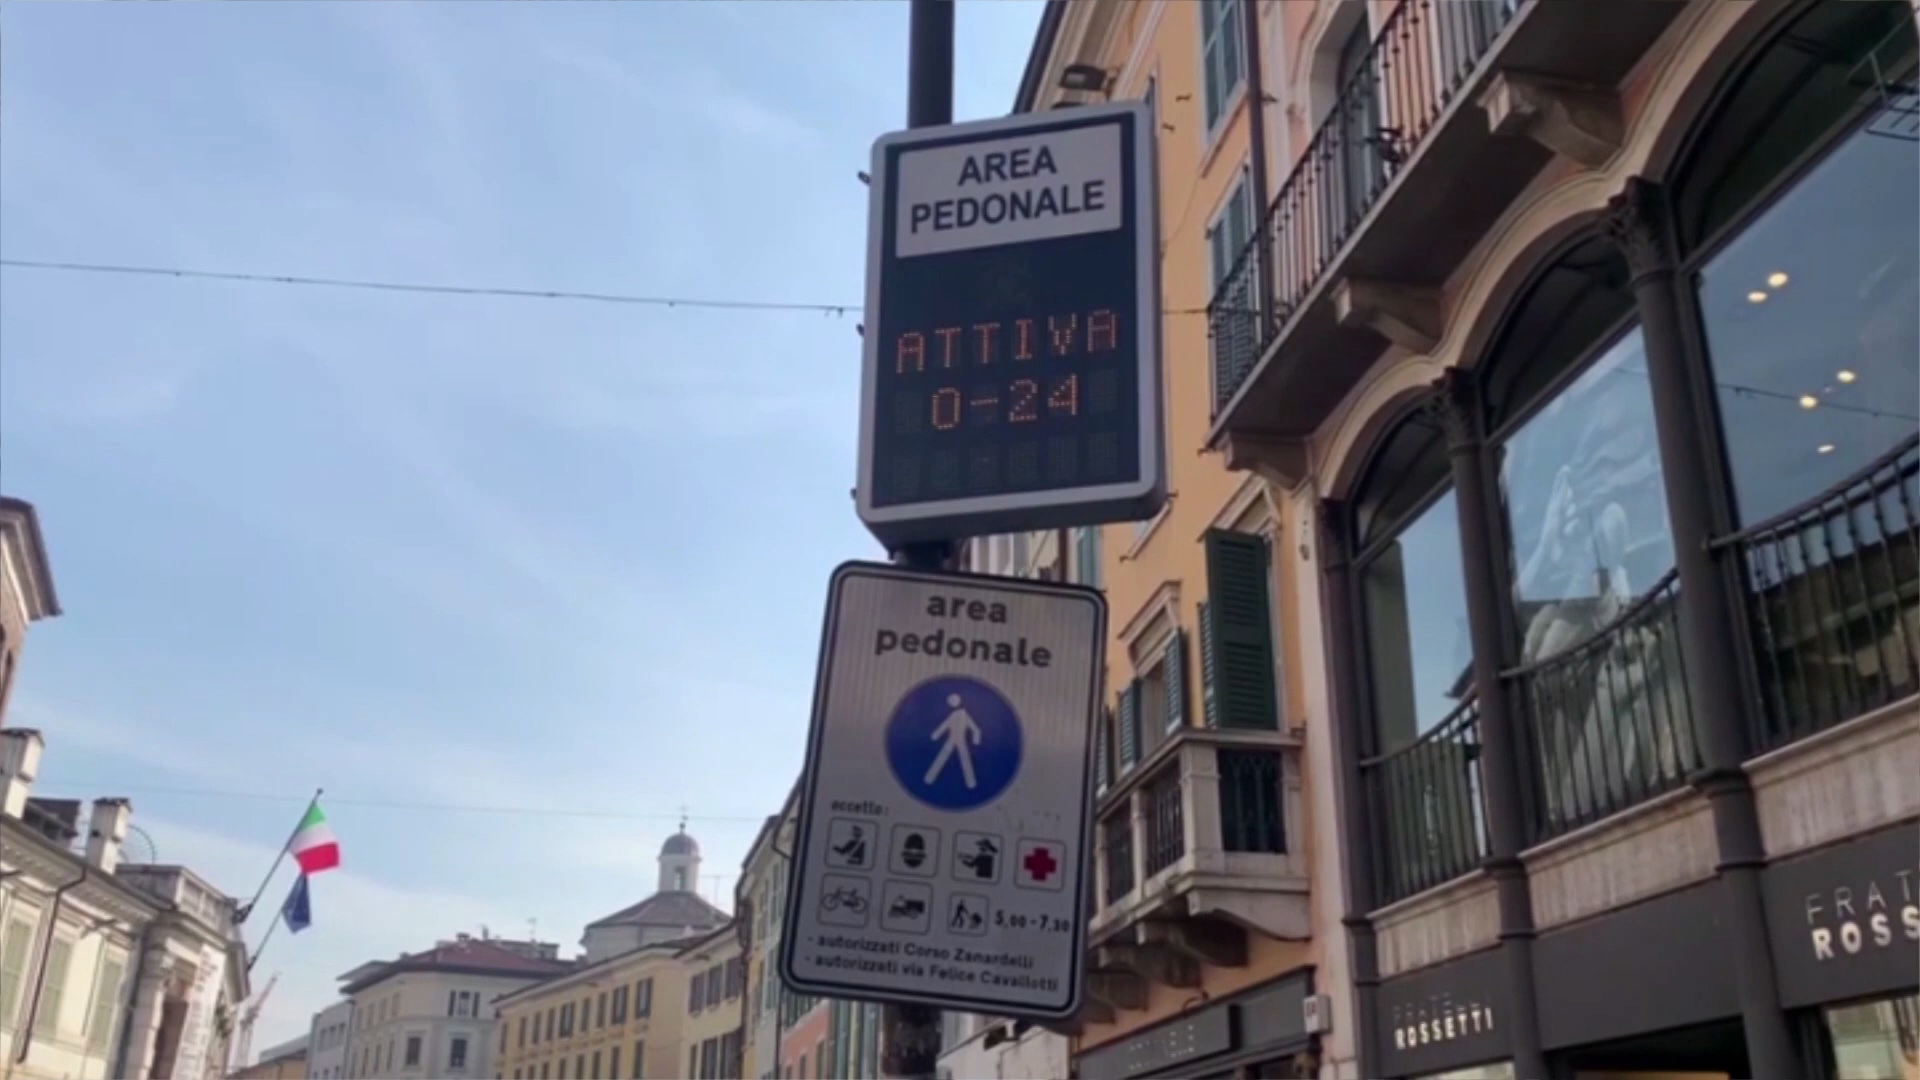 AREA
PEDONALE
ATTIVA
0-24
area
pedonale
eccetto:
5,00-7,30
- autorizzati Corso Zanardelli
- autorizzati via Felice Cavallotti
FRATELLI
ROSSETTI
FRAT
ROSS